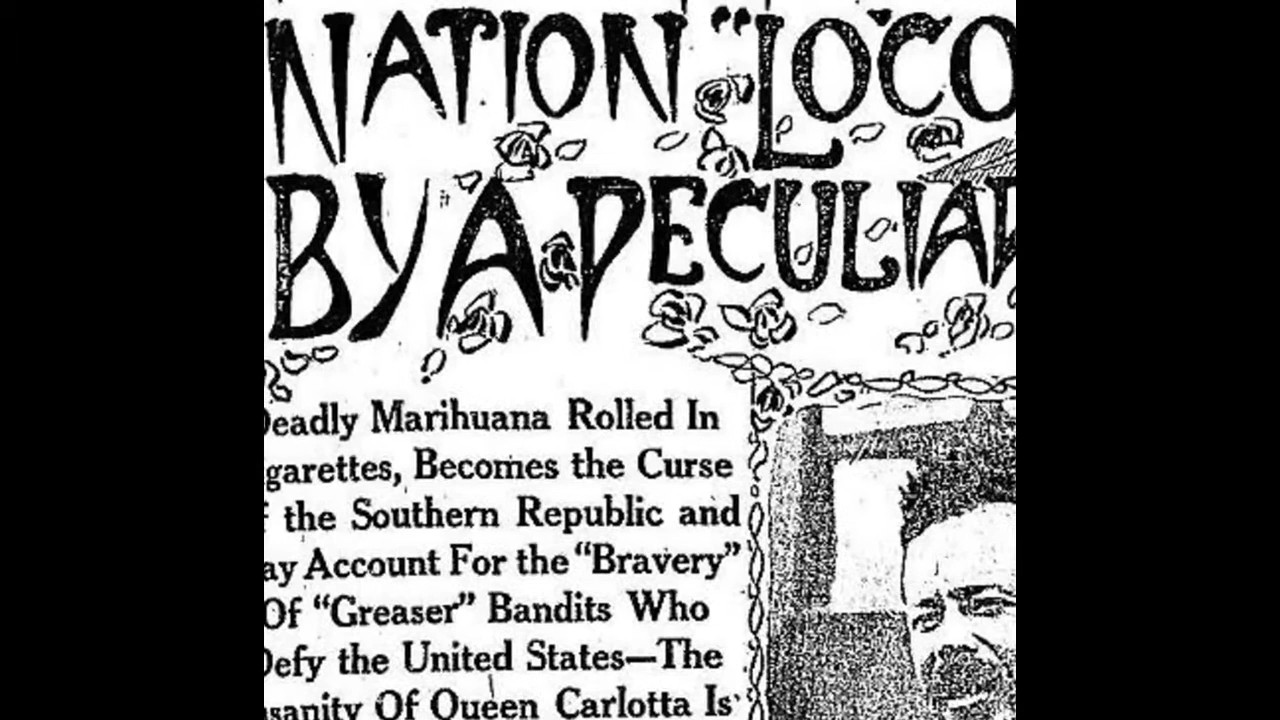 NATION "LOCO
BY A PECULIAR
Deadly Marihuana Rolled In
garettes, Becomes the Curse
f the Southern Republic and
ay Account For the "Bravery"
Of "Greaser" Bandits Who
Defy the United States—The
sanity Of Queen Carlotta Is